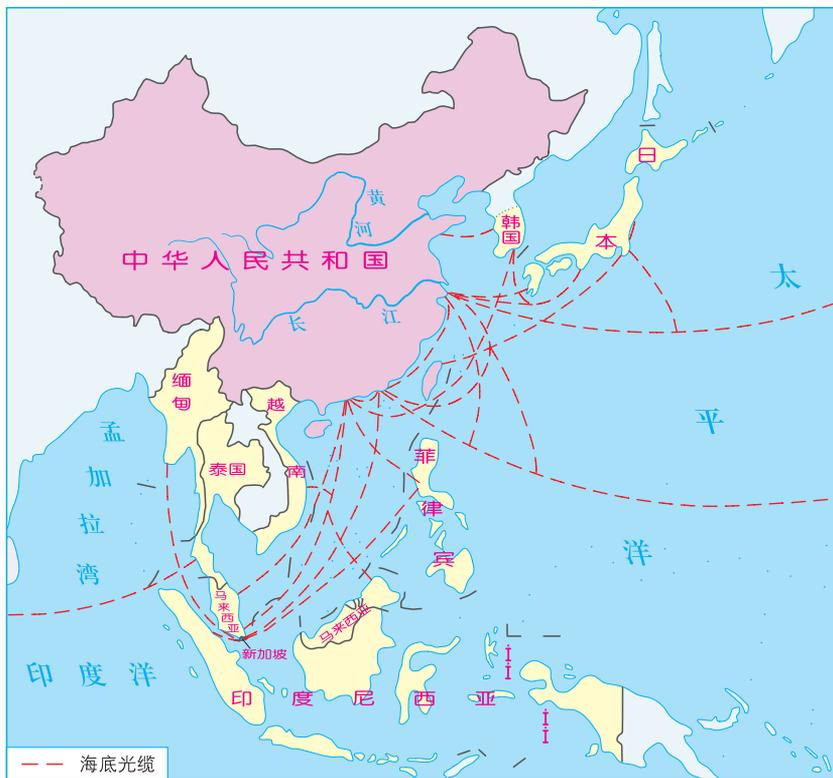 日
黄
河
韩
国
本
中华人民共和国
太
长江
缅
甸
越
孟
加
拉
湾
平
泰国
南
菲
律
宾
洋
马
来
西
亚
马来西亚
新加坡
印度洋
印度尼西亚
海底光缆